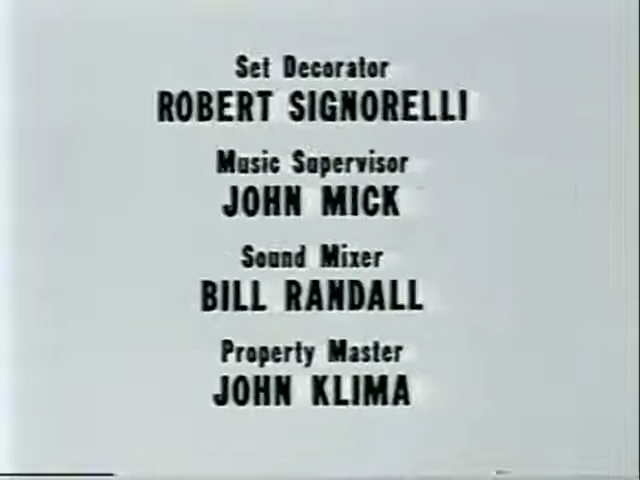 Set Decorator
ROBERT SIGNORELLI
Music Supervisor
JOHN MICK
Sound Mixer
BILL RANDALL
Property Master
JOHN KLIMA